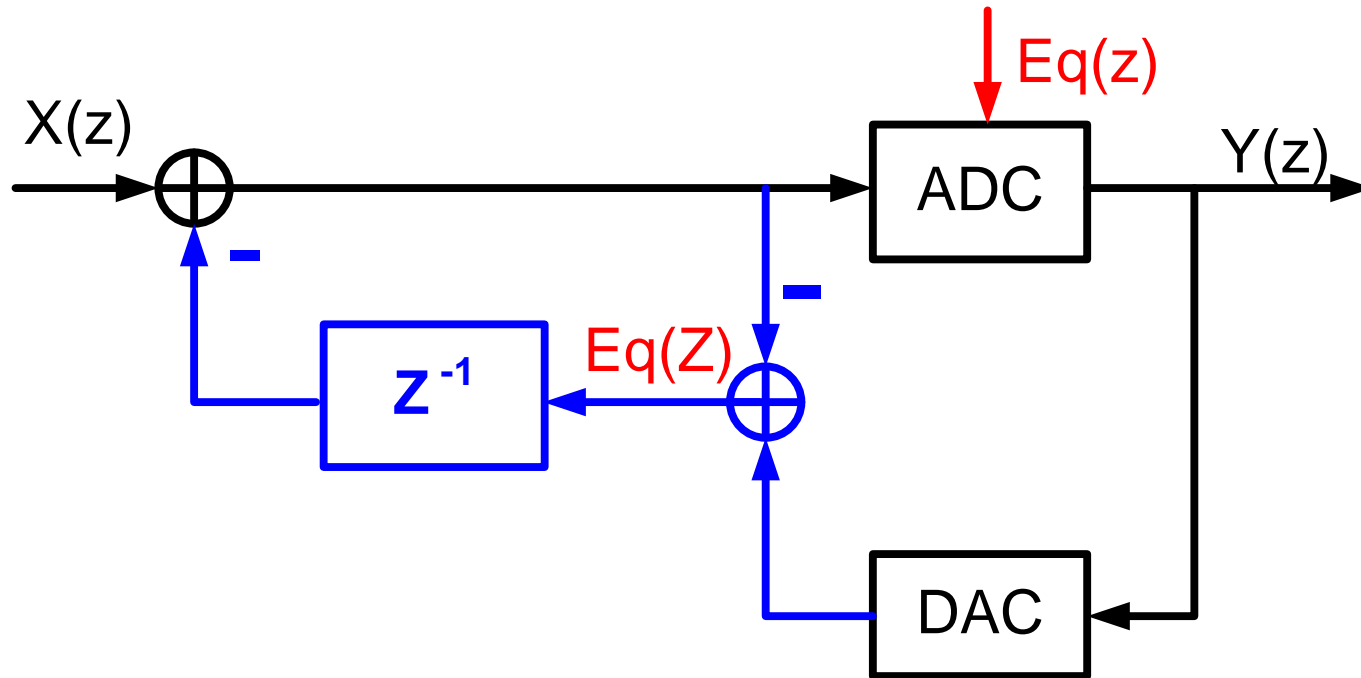 Eq(z)
X(z)
Y(z)
ADC
-
-
Eq(Z)
Z -1
DAC